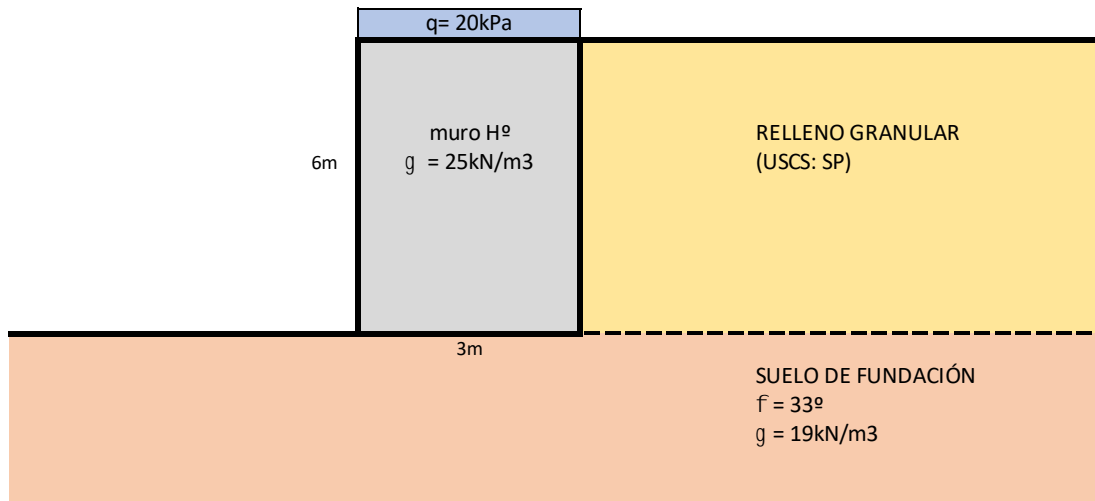 q= 20kPa
muro Hº
g = 25kN/m3
6m
RELLENO GRANULAR
(USCS: SP)
3m
SUELO DE FUNDACIÓN
f = 33º
g = 19kN/m3